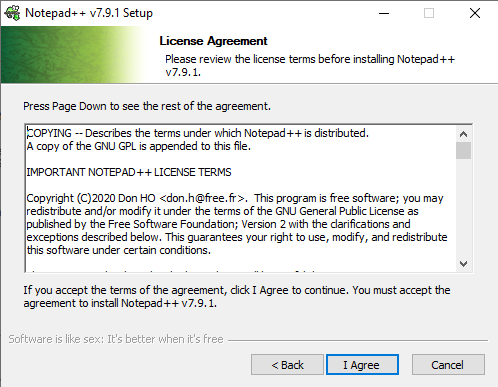 Notepad++ v7.9.1 Setup
License Agreement
Please review the license terms before installing Notepad++
v7.9.1.
Press Page Down to see the rest of the agreement.
COPYING -- Describes the terms under which Notepad++ is distributed.
A copy of the GNU GPL is appended to this file.
IMPORTANT NOTEPAD++ LICENSE TERMS
Copyright (C)2020 Don HO <don.h@free.fr>.  This program is free software; you may
redistribute and/or modify it under the terms of the GNU General Public License as
published by the Free Software Foundation; Version 2 with the clarifications and
exceptions described below. This guarantees your right to use, modify, and redistribute
this software under certain conditions.
If you accept the terms of the agreement, click I Agree to continue. You must accept the
agreement to install Notepad++ v7.9.1.
Software is like sex: It's better when it's free
< Back
I Agree
Cancel